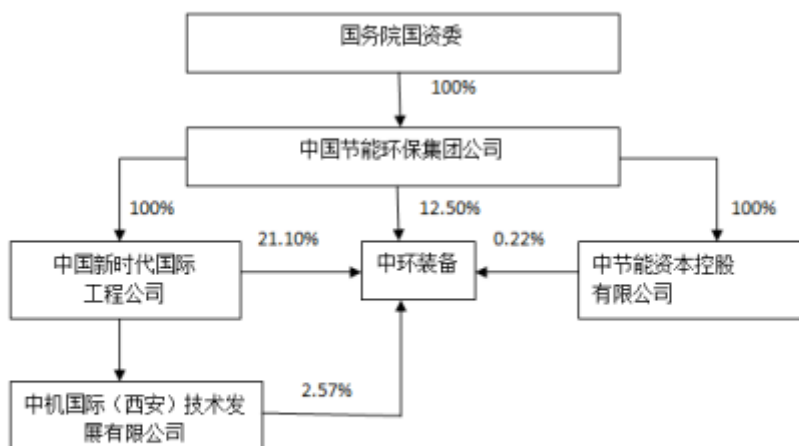 国务院国资委
100%
中国节能环保集团公司
100%
12.50%
100%
中国新时代国际
工程公司
21.10%
中环装备
0.22%
中节能资本控股
有限公司
中机国际（西安）技术发
展有限公司
2.57%